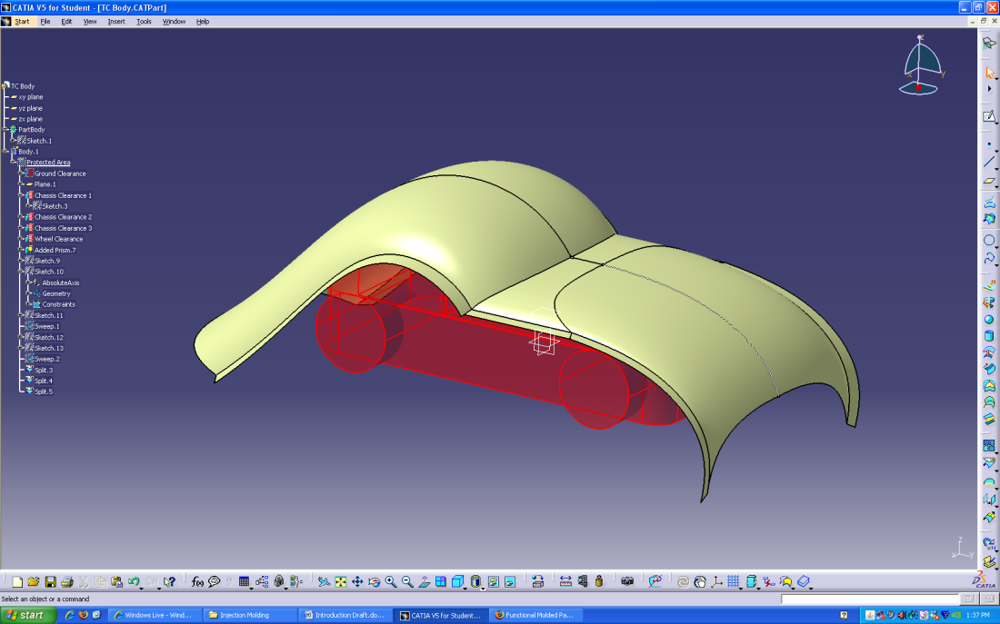 CATIA V5 for Student - [TC Body.CATPart]
Start File Edit View Insert Tools Window Help
TC Body
xy plane
yz plane
zx plane
PartBody
Sketch.1
Body.1
Protected Area
Ground Clearance
Plane.1
Chassis Clearance 1
Sketch.3
Chassis Clearance 2
Chassis Clearance 3
Wheel Clearance
Added Prism.7
Sketch.9
Sketch.10
AbsoluteAxis
Geometry
Constraints
Sketch.11
Sweep.1
Sketch.12
Sketch.13
Sweep.2
Split.3
Split.4
Split.5
z
x y
z
x y
f(x)
CATIA
Select an object or a command
start Windows Live - Wind... Injection Molding Introduction Draft.do... CATIA V5 for Student... Functional Molded Pa... 1:37 PM